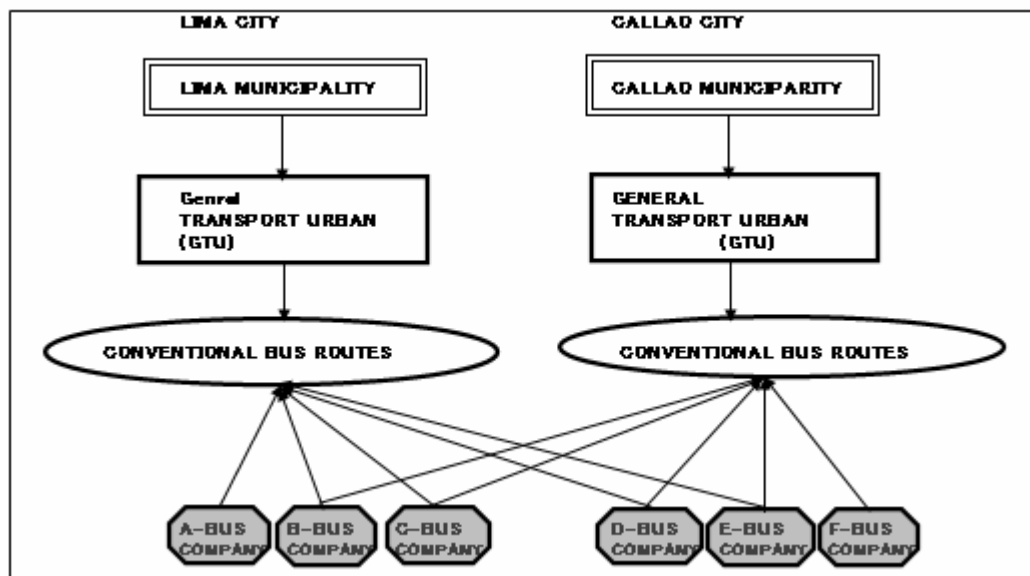 LIMA CITY
CALLAO CITY
LIMA MUNICIPALITY
CALLAO MUNICIPARITY
Genral
TRANSPORT URBAN
(GTU)
GENERAL
TRANSPORT URBAN
(GTU)
CONVENTIONAL BUS ROUTES
CONVENTIONAL BUS ROUTES
A-BUS
COMPANY
B-BUS
COMPANY
C-BUS
COMPANY
D-BUS
COMPANY
E-BUS
COMPANY
F-BUS
COMPANY